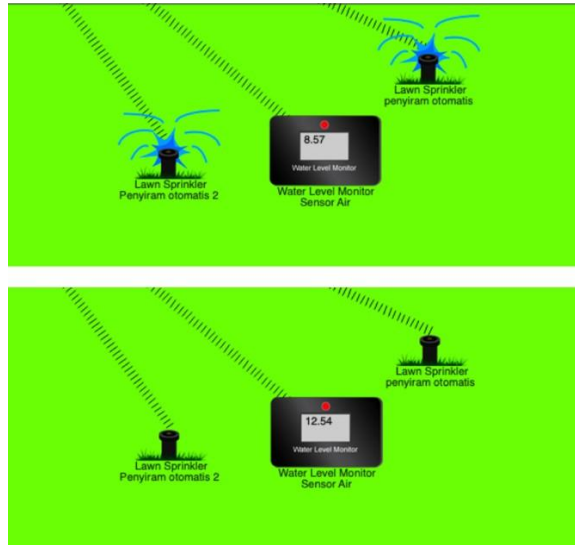 Lawn Sprinkler
penyiram otomatis
8.57
Water Level Monitor
Lawn Sprinkler
Penyiram otomatis 2
Water Level Monitor
Sensor Air
Lawn Sprinkler
penyiram otomatis
12.54
Water Level Monitor
Lawn Sprinkler
Penyiram otomatis 2
Water Level Monitor
Sensor Air